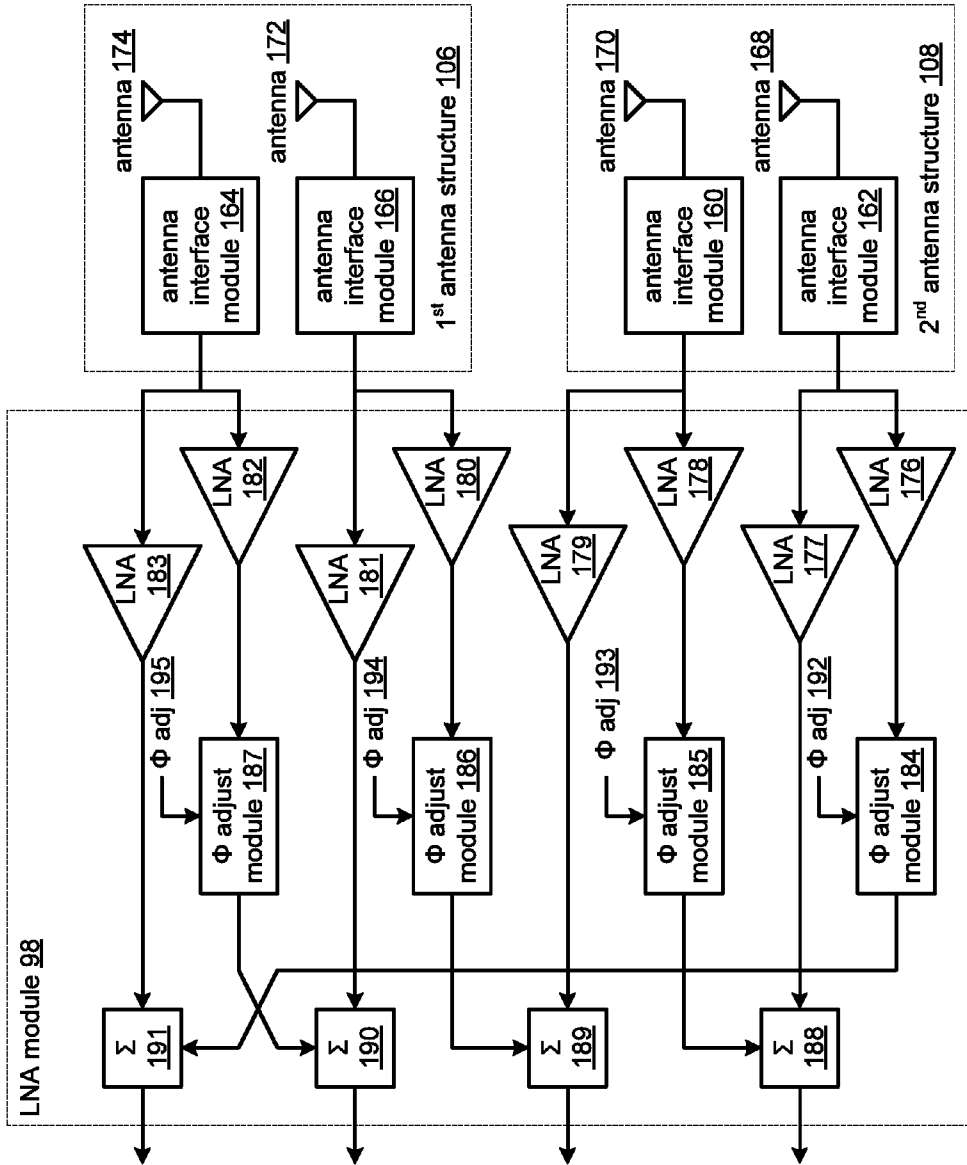 LNA module 98
antenna 174
antenna
interface
module 164
LNA
183
LNA
182
Φ adj 195
Φ adjust
module 187
Σ
191
antenna 172
antenna
interface
module 166
1st antenna structure 106
LNA
181
LNA
180
Φ adj 194
Φ adjust
module 186
Σ
190
antenna 170
antenna
interface
module 160
LNA
179
LNA
178
Φ adj 193
Φ adjust
module 185
Σ
189
antenna 168
antenna
interface
module 162
2nd antenna structure 108
LNA
177
LNA
176
Φ adj 192
Φ adjust
module 184
Σ
188